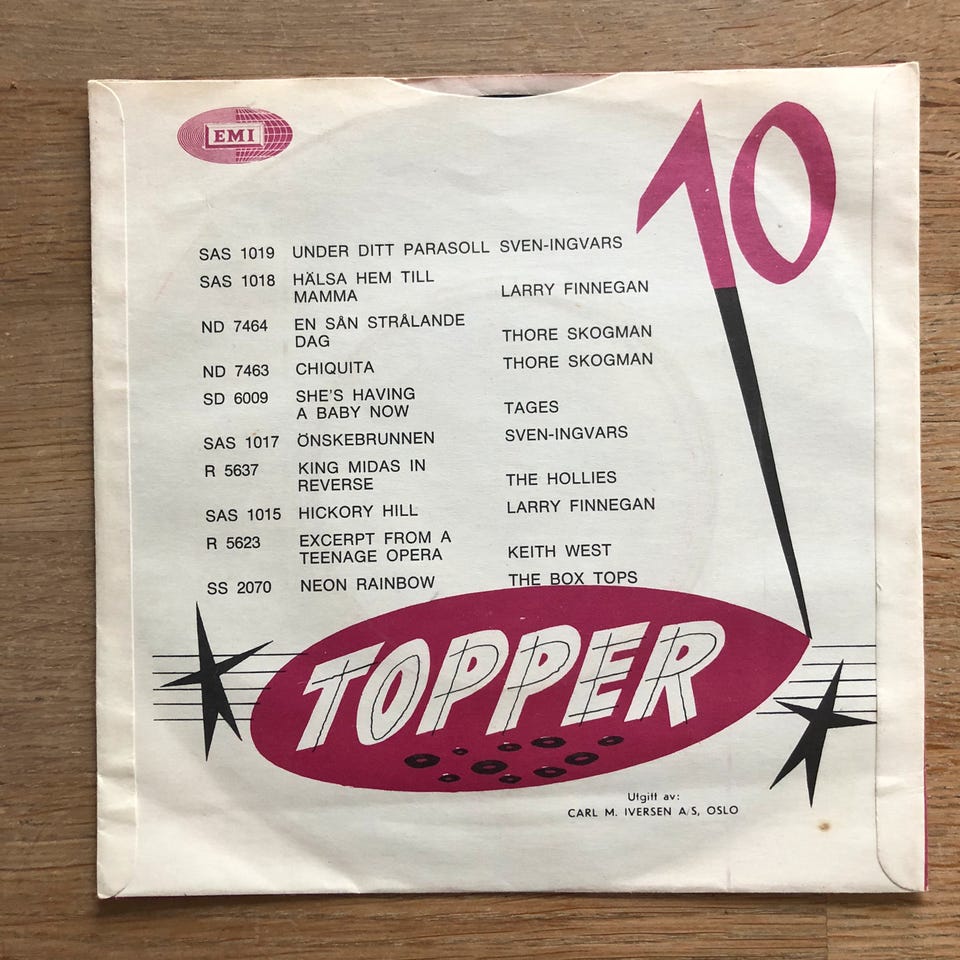 EMI
10
SAS 1019 UNDER DITT PARASOLL SVEN-INGVARS
SAS 1018 HÄLSA HEM TILL
MAMMA LARRY FINNEGAN
ND 7464 EN SÅN STRÅLANDE
DAG THORE SKOGMAN
ND 7463 CHIQUITA THORE SKOGMAN
SD 6009 SHE'S HAVING
A BABY NOW TAGES
SAS 1017 ÖNSKEBRUNNEN SVEN-INGVARS
R 5637 KING MIDAS IN
REVERSE THE HOLLIES
SAS 1015 HICKORY HILL LARRY FINNEGAN
R 5623 EXCERPT FROM A
TEENAGE OPERA KEITH WEST
SS 2070 NEON RAINBOW THE BOX TOPS
TOPPER
Utgitt av:
CARL M. IVERSEN A/S, OSLO